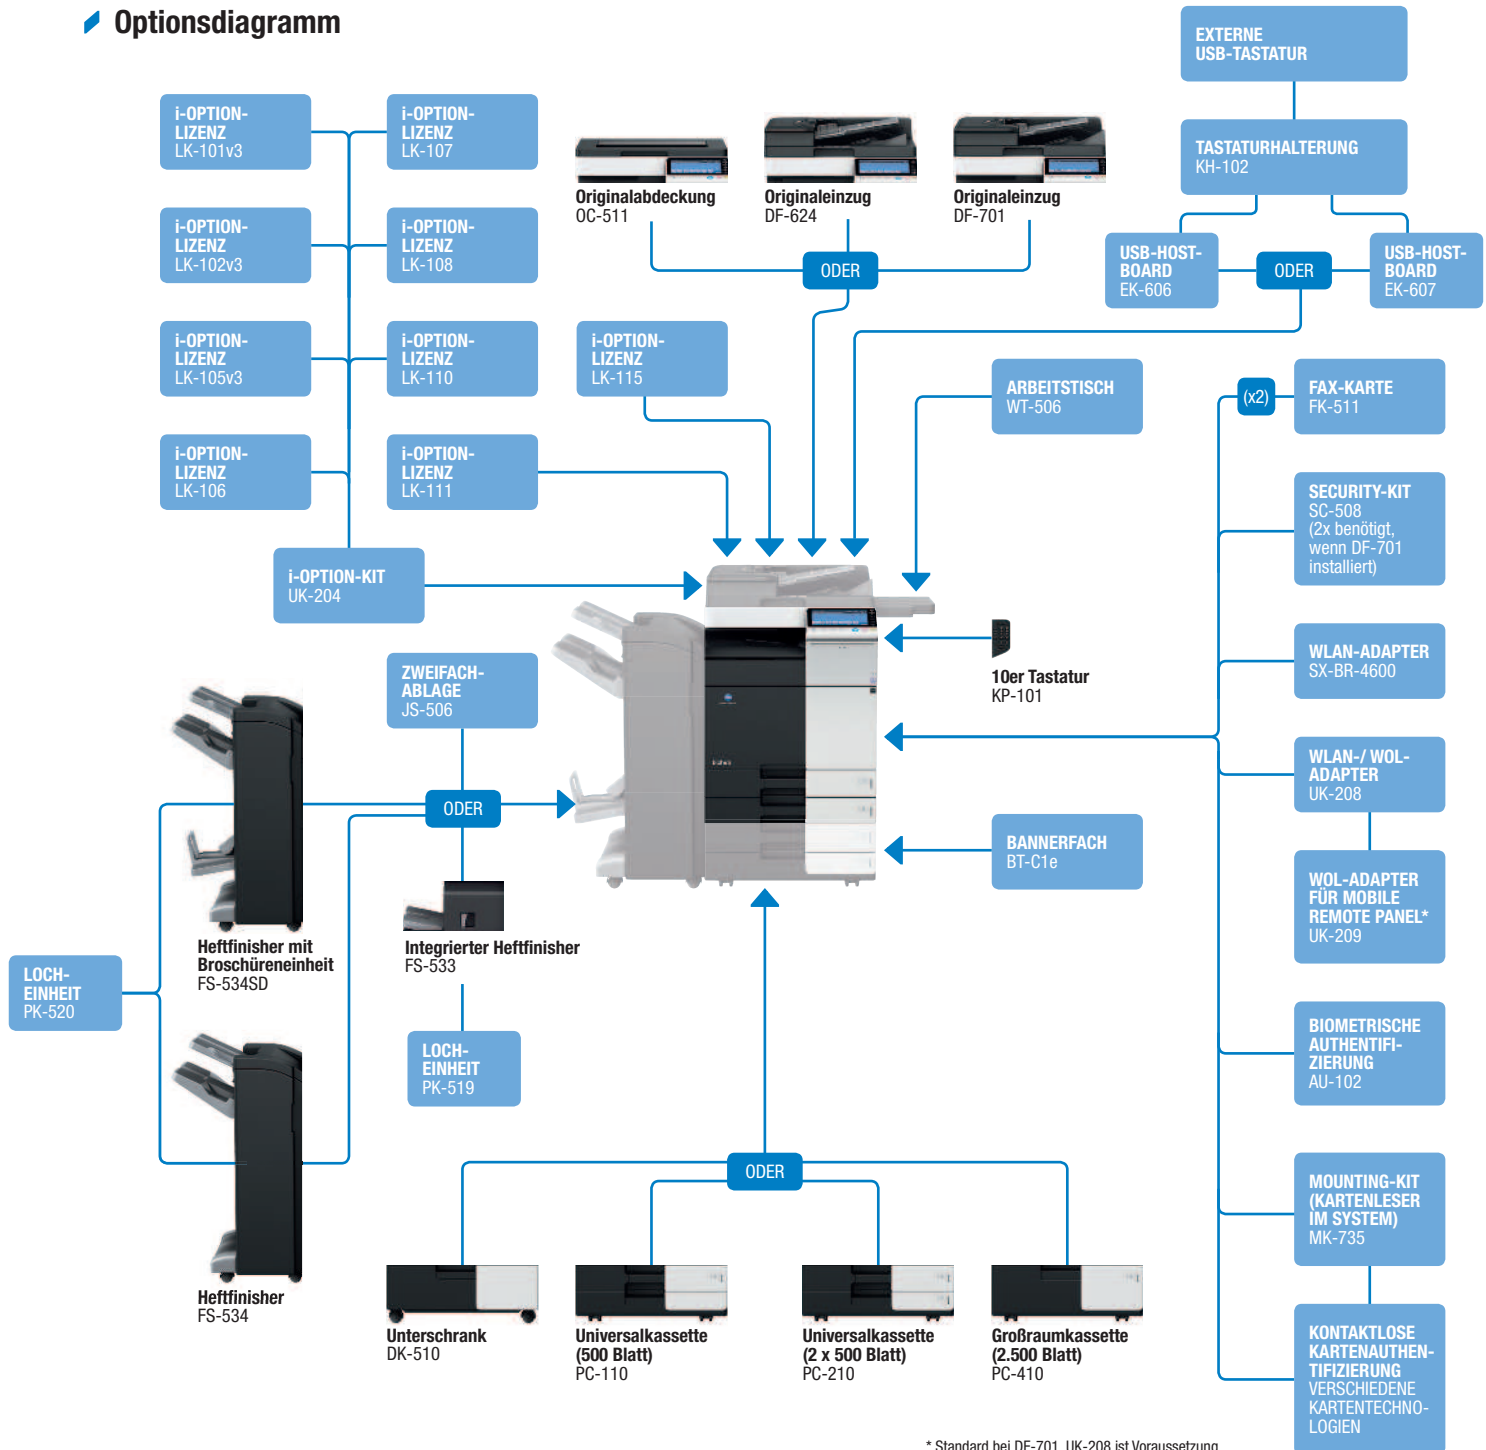 Optionsdiagramm
EXTERNE
USB-TASTATUR
TASTATURHALTERUNG
KH-102
USB-HOST-
BOARD
EK-606
ODER
USB-HOST-
BOARD
EK-607
i-OPTION-
LIZENZ
LK-101v3
i-OPTION-
LIZENZ
LK-107
i-OPTION-
LIZENZ
LK-102v3
i-OPTION-
LIZENZ
LK-108
i-OPTION-
LIZENZ
LK-105v3
i-OPTION-
LIZENZ
LK-110
i-OPTION-
LIZENZ
LK-106
i-OPTION-
LIZENZ
LK-111
i-OPTION-
LIZENZ
LK-115
i-OPTION-KIT
UK-204
Originalabdeckung
OC-511
Originaleinzug
DF-624
Originaleinzug
DF-701
ODER
ARBEITSTISCH
WT-506
10er Tastatur
KP-101
BANNERFACH
BT-C1e
(x2)
FAX-KARTE
FK-511
SECURITY-KIT
SC-508
(2x benötigt,
wenn DF-701
installiert)
WLAN-ADAPTER
SX-BR-4600
WLAN-/ WOL-
ADAPTER
UK-208
WOL-ADAPTER
FÜR MOBILE
REMOTE PANEL*
UK-209
BIOMETRISCHE
AUTHENTIFI-
ZIERUNG
AU-102
MOUNTING-KIT
(KARTENLESER
IM SYSTEM)
MK-735
KONTAKTLOSE
KARTENAUTHEN-
TIFIZIERUNG
VERSCHIEDENE
KARTENTECHNO-
LOGIEN
ZWEIFACH-
ABLAGE
JS-506
ODER
Integrierter Heftfinisher
FS-533
LOCH-
EINHEIT
PK-519
Heftfinisher mit
Broschüreneinheit
FS-534SD
LOCH-
EINHEIT
PK-520
Heftfinisher
FS-534
ODER
Unterschrank
DK-510
Universalkassette
(500 Blatt)
PC-110
Universalkassette
(2 x 500 Blatt)
PC-210
Großraumkassette
(2.500 Blatt)
PC-410
* Standard bei DF-701, UK-208 ist Voraussetzung